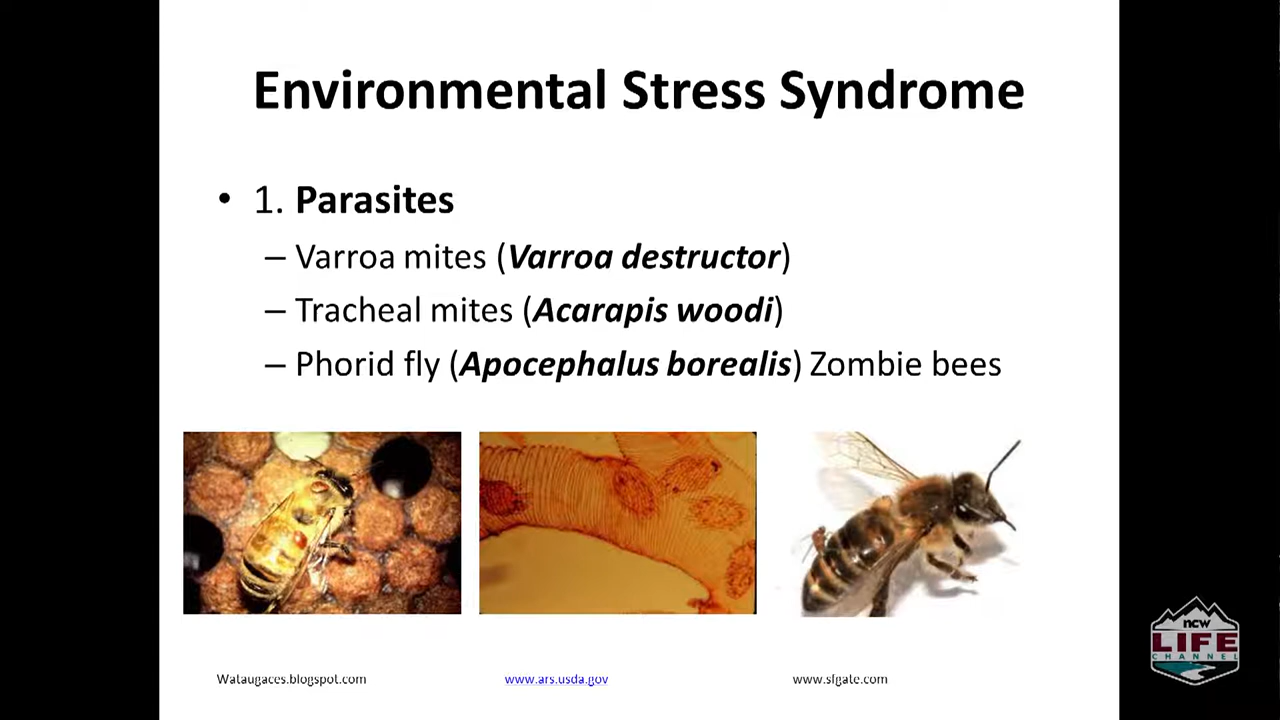 Environmental Stress Syndrome
• 1. Parasites
– Varroa mites (Varroa destructor)
– Tracheal mites (Acarapis woodi)
– Phorid fly (Apocephalus borealis) Zombie bees
Wataugaces.blogspot.com
www.ars.usda.gov
www.sfgate.com
ncw
LIFE
CHANNEL